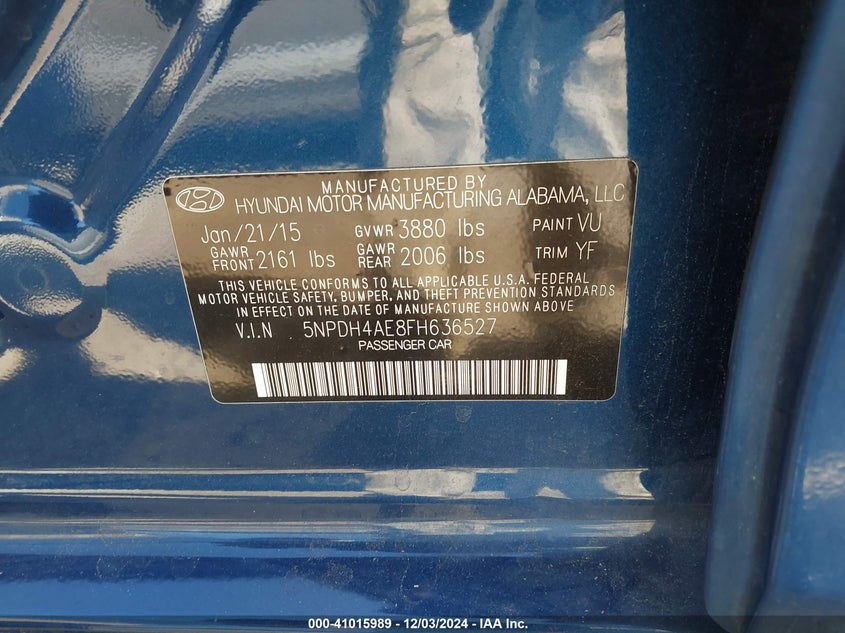 MANUFACTURED BY
HYUNDAI MOTOR MANUFACTURING ALABAMA, LLC
Jan/21/15 GVWR 3880 lbs PAINT VU
GAWR FRONT 2161 lbs GAWR REAR 2006 lbs TRIM YF
THIS VEHICLE CONFORMS TO ALL APPLICABLE U.S.A. FEDERAL
MOTOR VEHICLE SAFETY, BUMPER, AND THEFT PREVENTION STANDARDS
IN EFFECT ON THE DATE OF MANUFACTURE SHOWN ABOVE
V.I.N 5NPDH4AE8FH636527
PASSENGER CAR
000-41015989 - 12/03/2024 - IAA Inc.